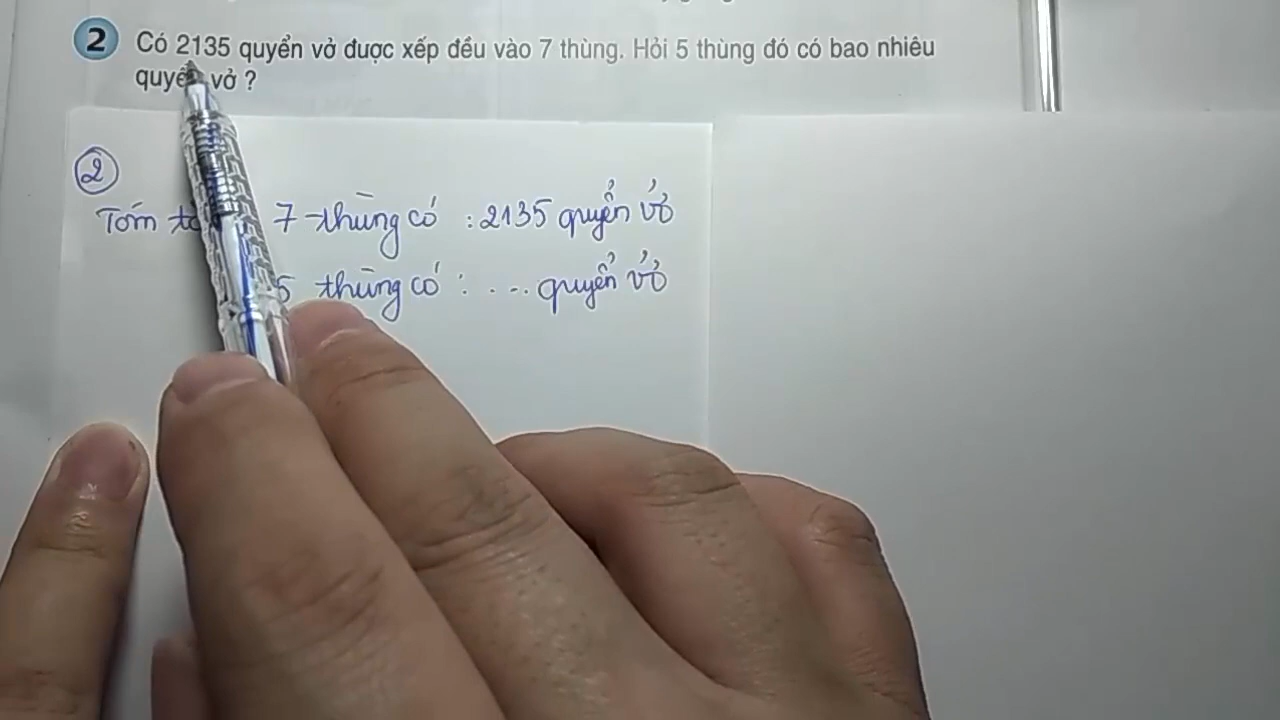 2 Có 2135 quyển vở được xếp đều vào 7 thùng. Hỏi 5 thùng đó có bao nhiêu
vở ?
2
Tóm 7 thùng có : 2135 quyển vở
5 thùng có : ... quyển vở